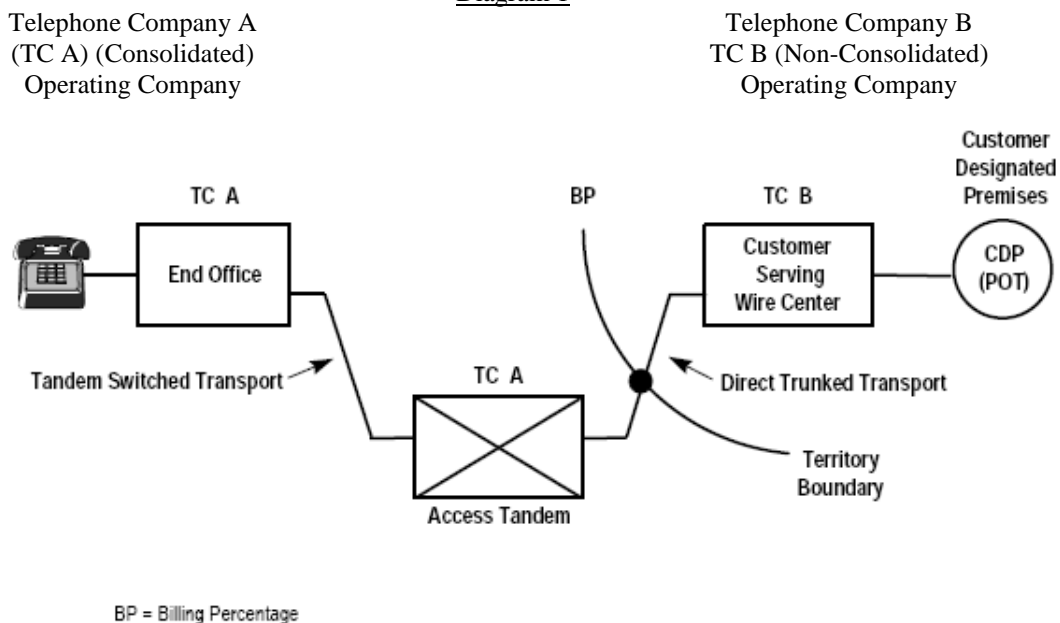 Diagram 1
Telephone Company A
(TC A) (Consolidated)
Operating Company
Telephone Company B
TC B (Non-Consolidated)
Operating Company
Customer
Designated
Premises
TC A
BP
TC B
End Office
Customer
Serving
Wire Center
CDP
(POT)
Tandem Switched Transport
TC A
Direct Trunked Transport
Territory
Boundary
Access Tandem
BP = Billing Percentage